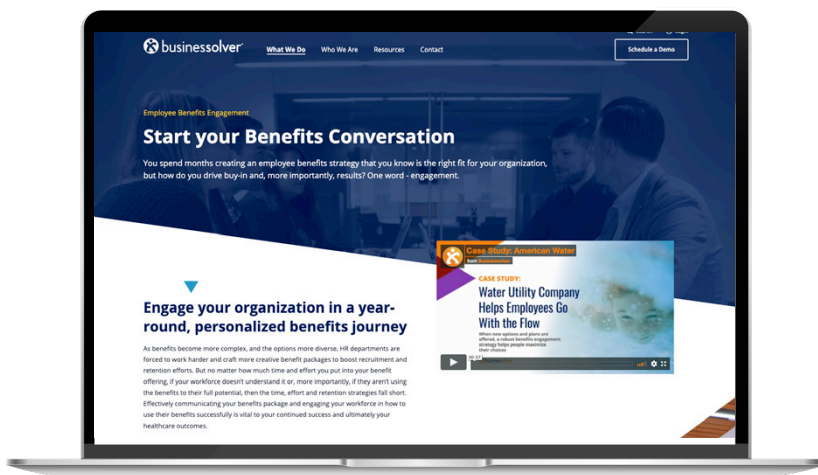 businessolver
What We Do
Who We Are
Resources
Contact
Schedule a Demo
Employee Benefits Engagement
Start your Benefits Conversation
You spend months creating an employee benefits strategy that you know is the right fit for your organization,
but how do you drive buy-in and, more importantly, results? One word - engagement.
Case Study: American Water
from Businessolver
CASE STUDY:
Water Utility Company
Helps Employees Go
With the Flow
When new options and plans are
offered, a robust benefits engagement
strategy helps people maximize
their choices
Engage your organization in a year-
round, personalized benefits journey
As benefits become more complex, and the options more diverse, HR departments are
forced to work harder and craft more creative benefit packages to boost recruitment and
retention efforts. But no matter how much time and effort you put into your benefit
offering, if your workforce doesn't understand it or, more importantly, if they aren't using
the benefits to their full potential, then the time, effort and retention strategies fall short.
Effectively communicating your benefits package and engaging your workforce in how to
use their benefits successfully is vital to your continued success and ultimately your
healthcare outcomes.